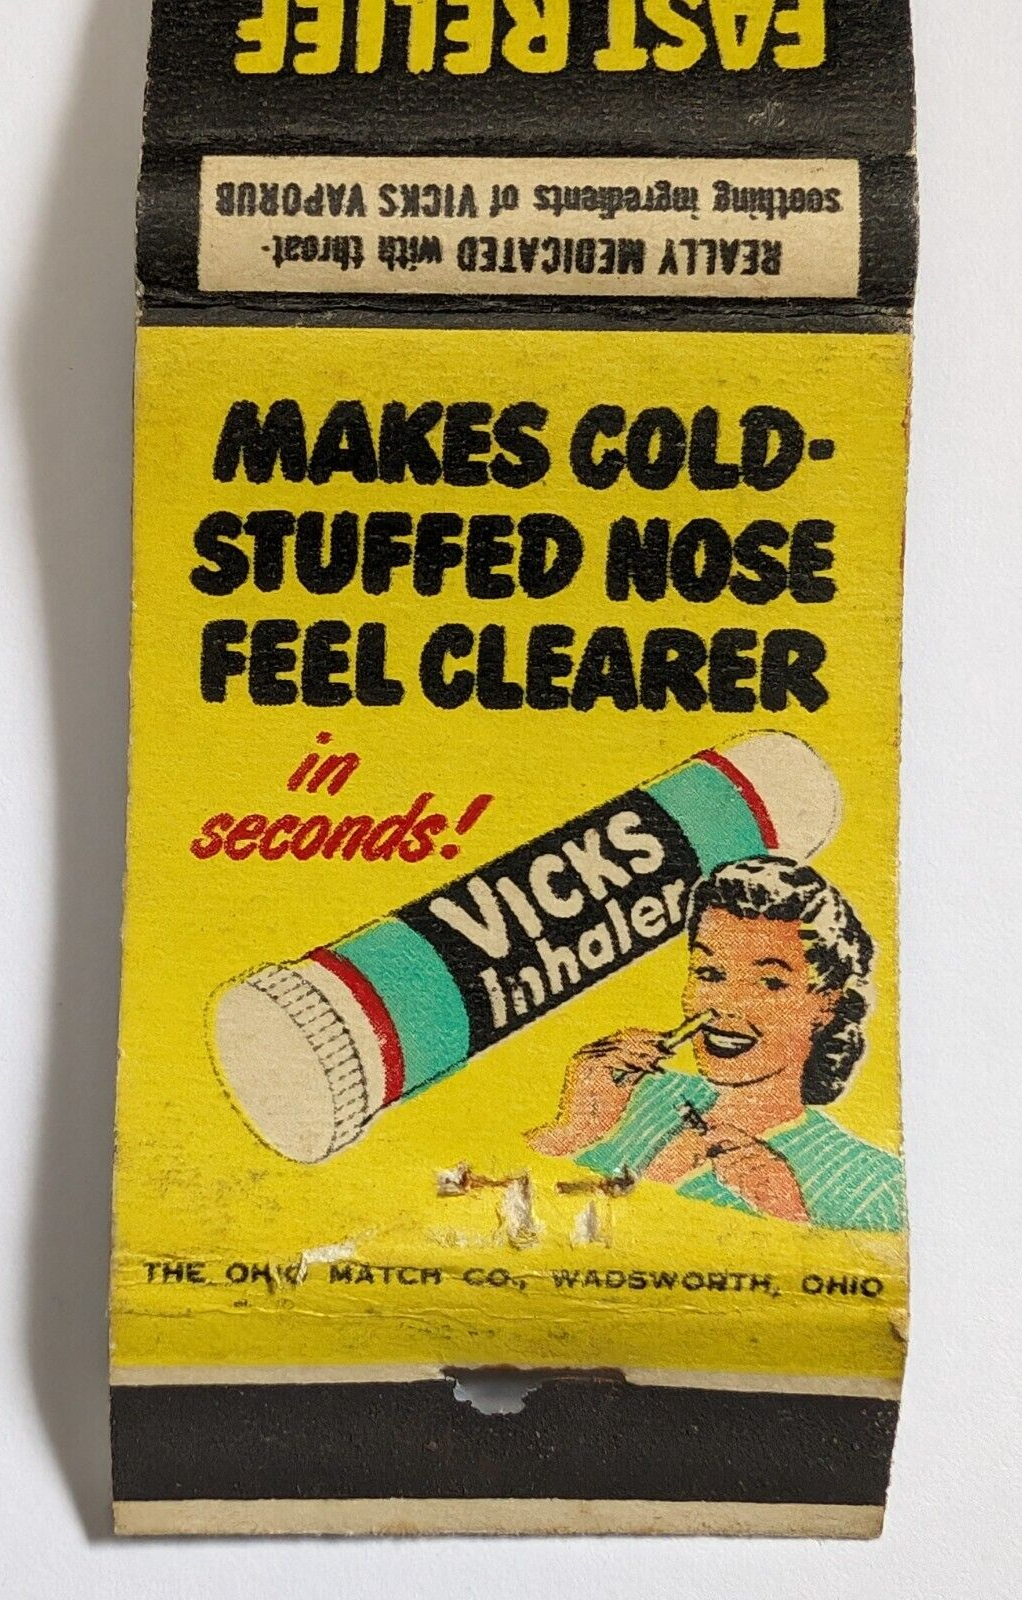 FAST RELIEF
REALLY MEDICATED with throat-
soothing ingredients of VICKS VAPORUB
MAKES COLD-
STUFFED NOSE
FEEL CLEARER
in
seconds!
VICKS
Inhaler
THE OHIO MATCH CO., WADSWORTH, OHIO